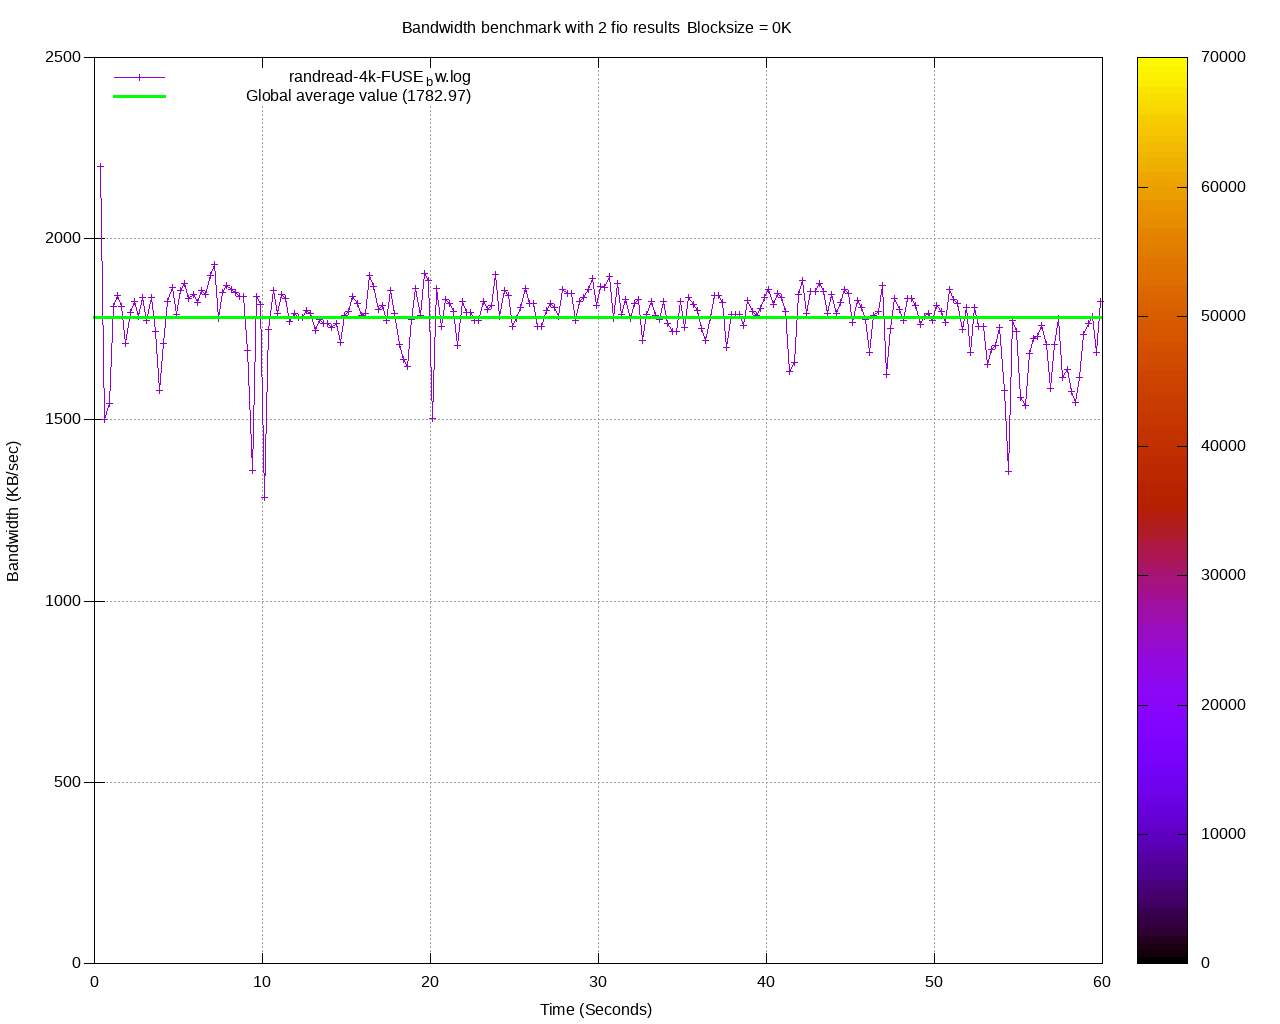 Bandwidth benchmark with 2 fio results Blocksize = 0K
2500
2000
1500
1000
500
0
Bandwidth (KB/sec)
randread-4k-FUSEbw.log
Global average value (1782.97)
0 10 20 30 40 50 60
Time (Seconds)
70000
60000
50000
40000
30000
20000
10000
0